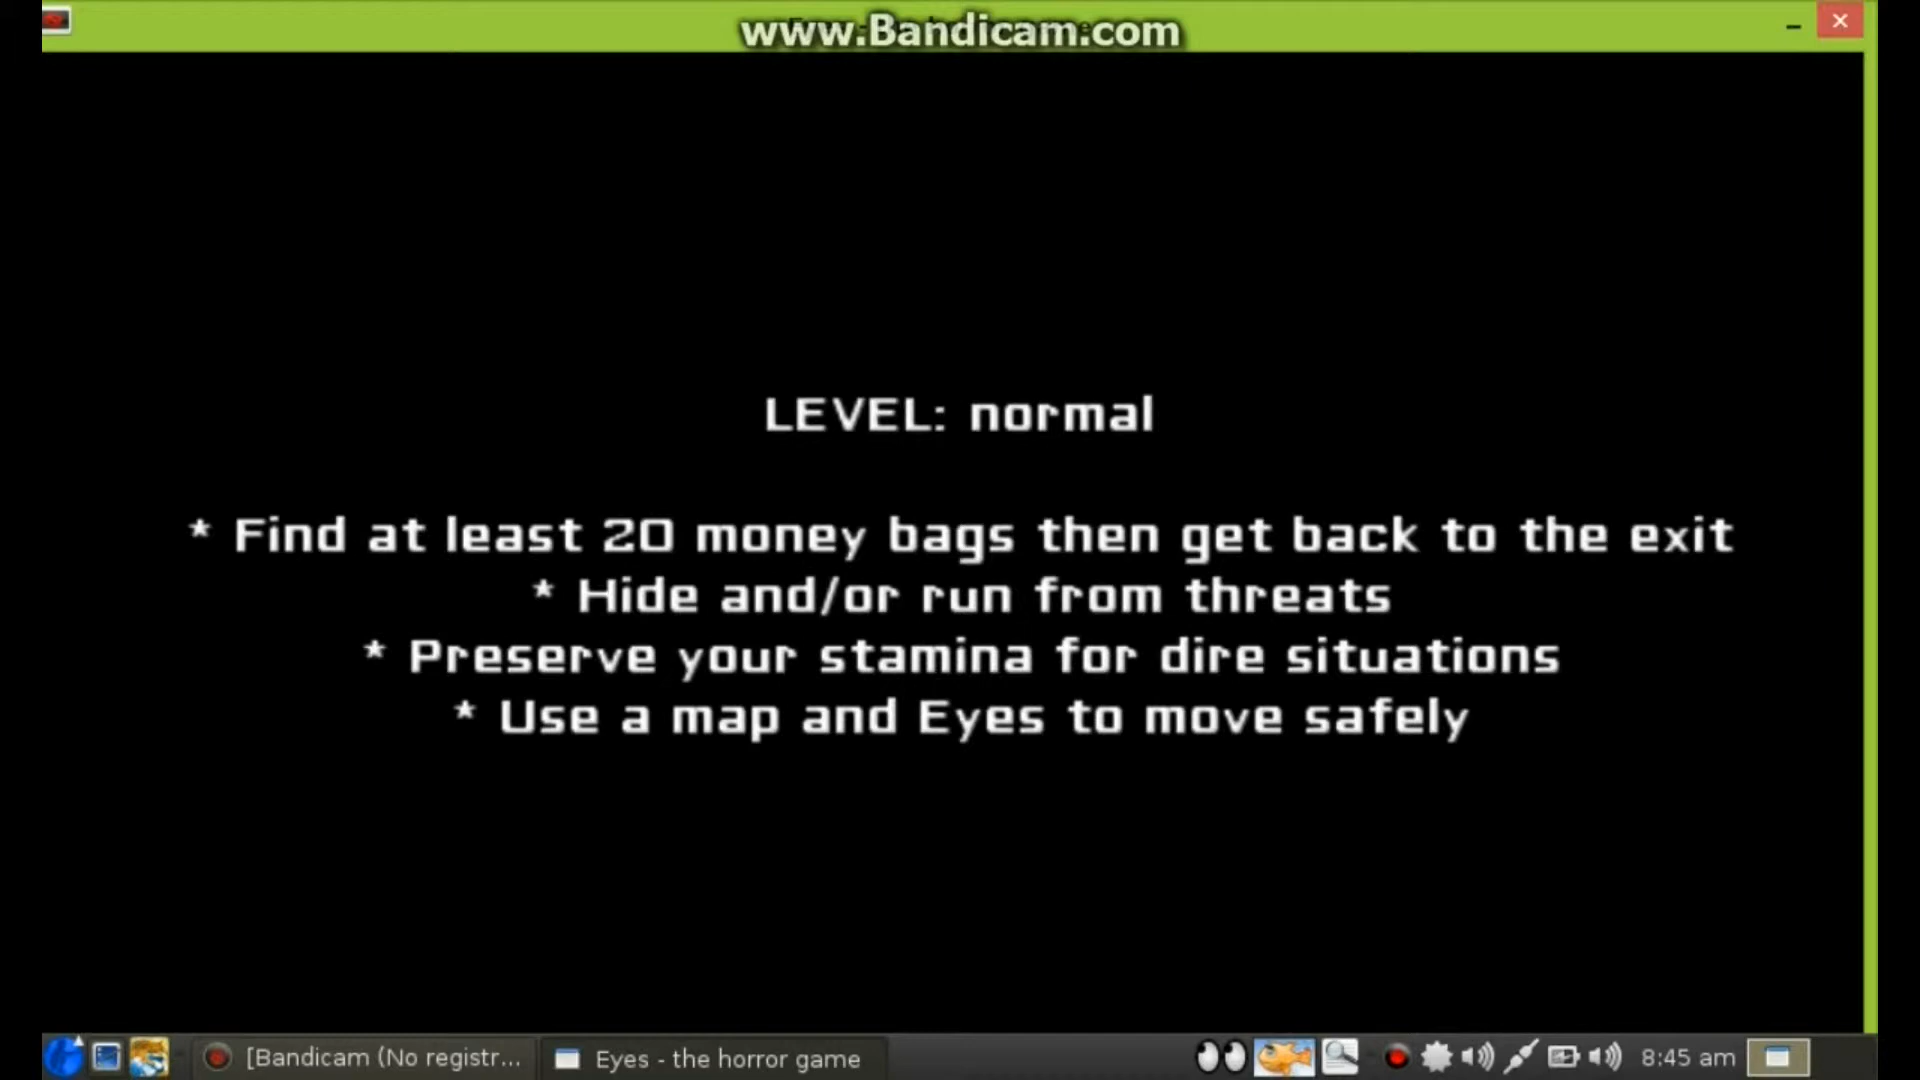 www.Bandicam.com
LEVEL: normal
* Find at least 20 money bags then get back to the exit
* Hide and/or run from threats
* Preserve your stamina for dire situations
* Use a map and Eyes to move safely
[Bandicam (No registr...
Eyes - the horror game
8:45 am